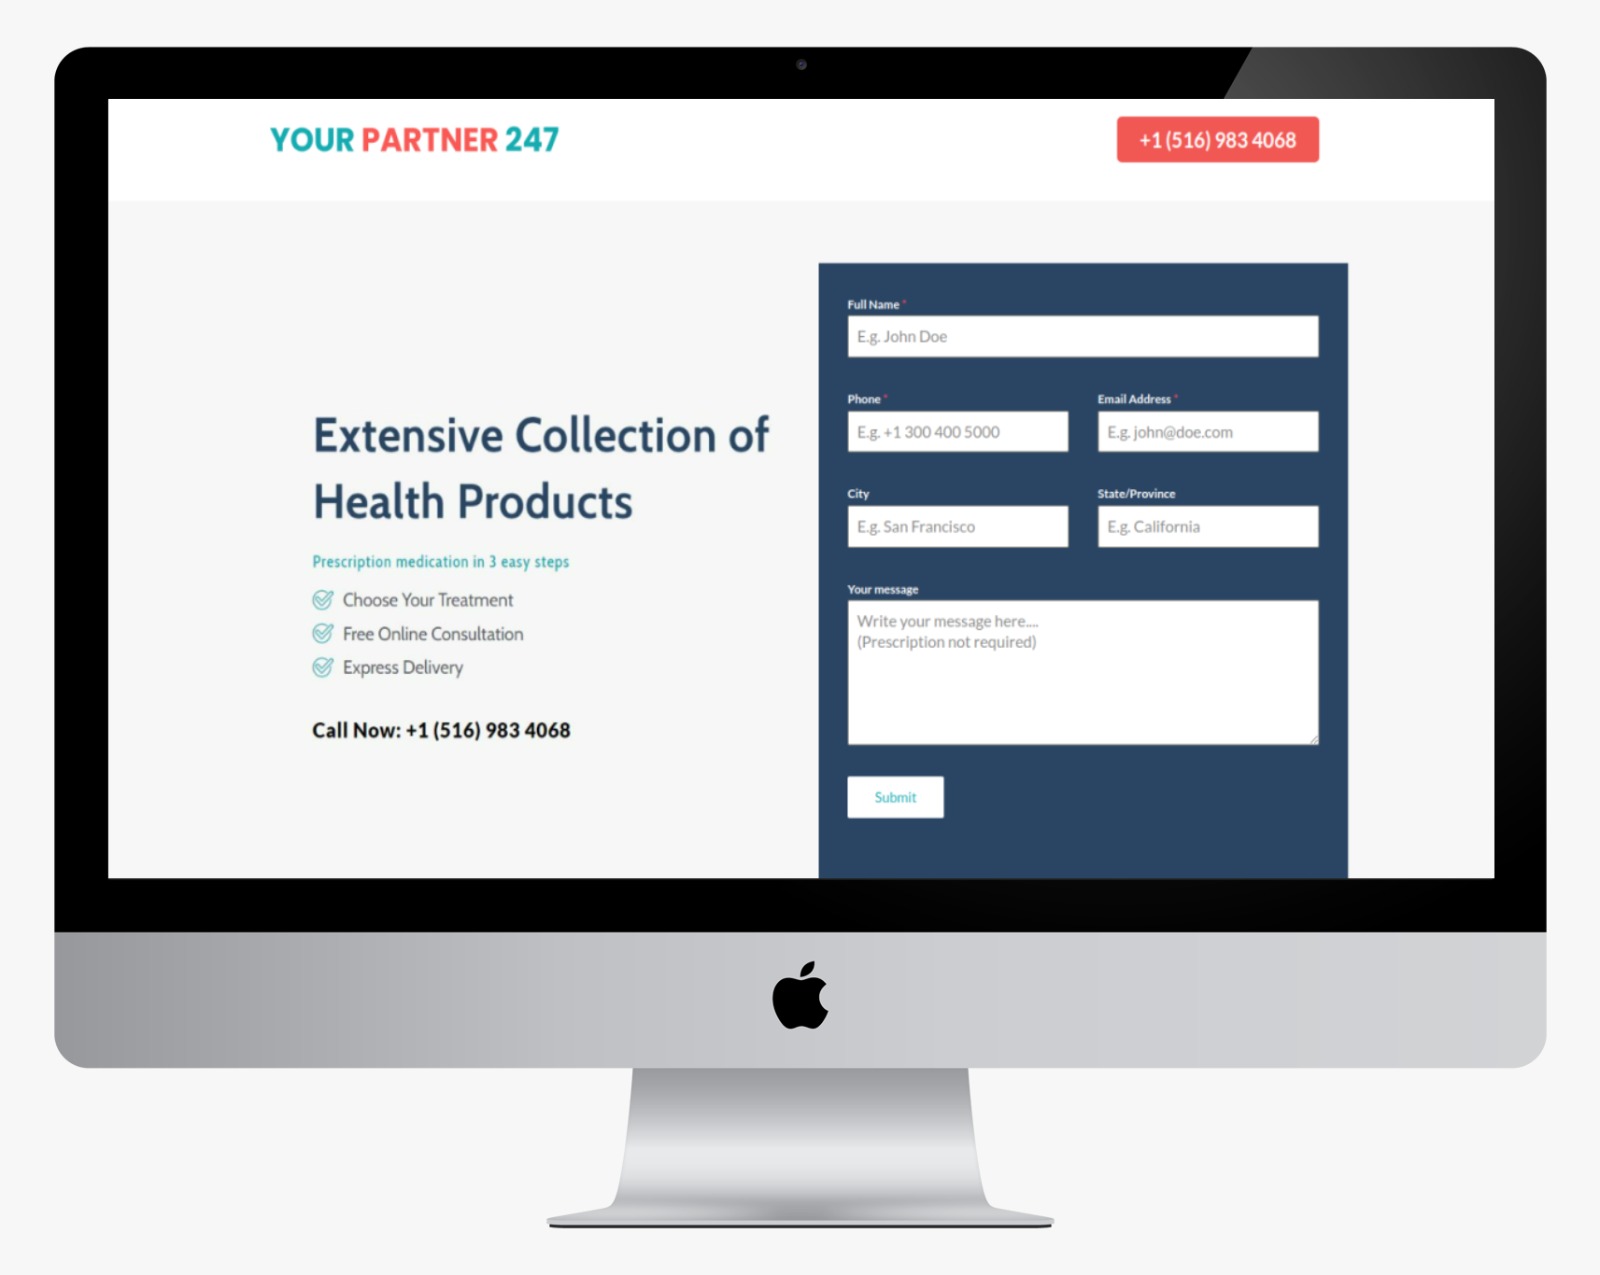 YOUR PARTNER 247
+1 (516) 983 4068
Extensive Collection of
Health Products
Prescription medication in 3 easy steps
Choose Your Treatment
Free Online Consultation
Express Delivery
Call Now: +1 (516) 983 4068
Full Name *
E.g. John Doe
Phone *
Email Address *
E.g. +1 300 400 5000
E.g. john@doe.com
City
State/Province
E.g. San Francisco
E.g. California
Your message
Write your message here....
(Prescription not required)
Submit